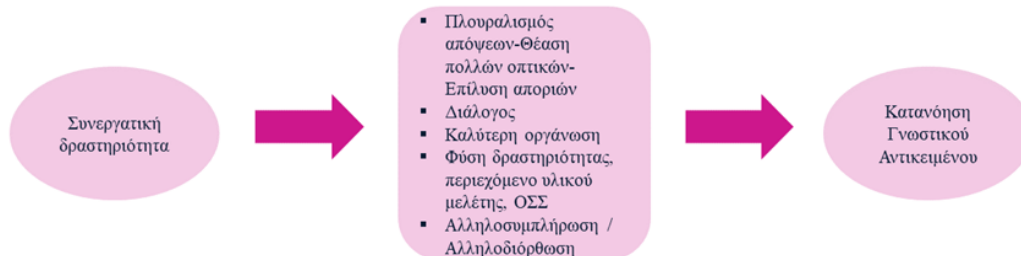 Συνεργατική
δραστηριότητα
▪ Πλουραλισμός
απόψεων-Θέαση
πολλών οπτικών-
Επίλυση αποριών
▪ Διάλογος
▪ Καλύτερη οργάνωση
▪ Φύση δραστηριότητας,
περιεχόμενο υλικού
μελέτης, ΟΣΣ
▪ Αλληλοσυμπλήρωση /
Αλληλοδιόρθωση
Κατανόηση
Γνωστικού
Αντικειμένου